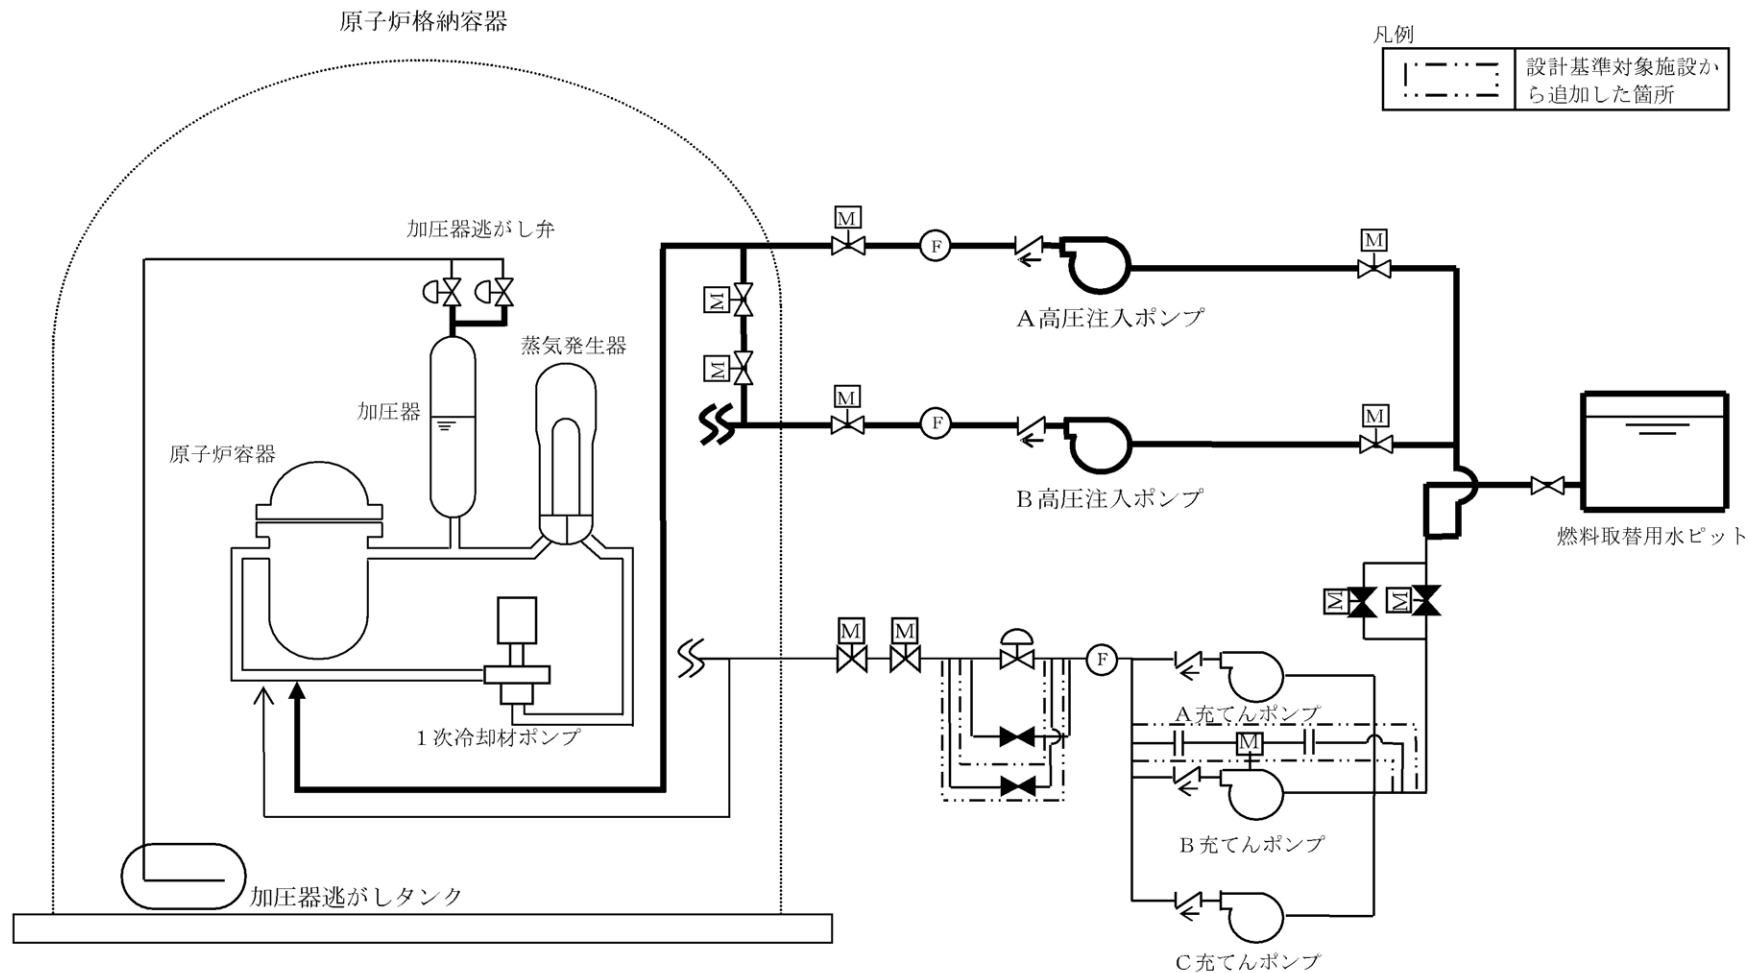 原子炉格納容器
凡例
設計基準対象施設か
ら追加した箇所
加圧器逃がし弁
M
F
M
A高圧注入ポンプ
M
蒸気発生器
M
加圧器
M
F
M
B高圧注入ポンプ
原子炉容器
燃料取替用水ピット
M
M
M
M
F
1次冷却材ポンプ
A充てんポンプ
M
B充てんポンプ
加圧器逃がしタンク
C充てんポンプ